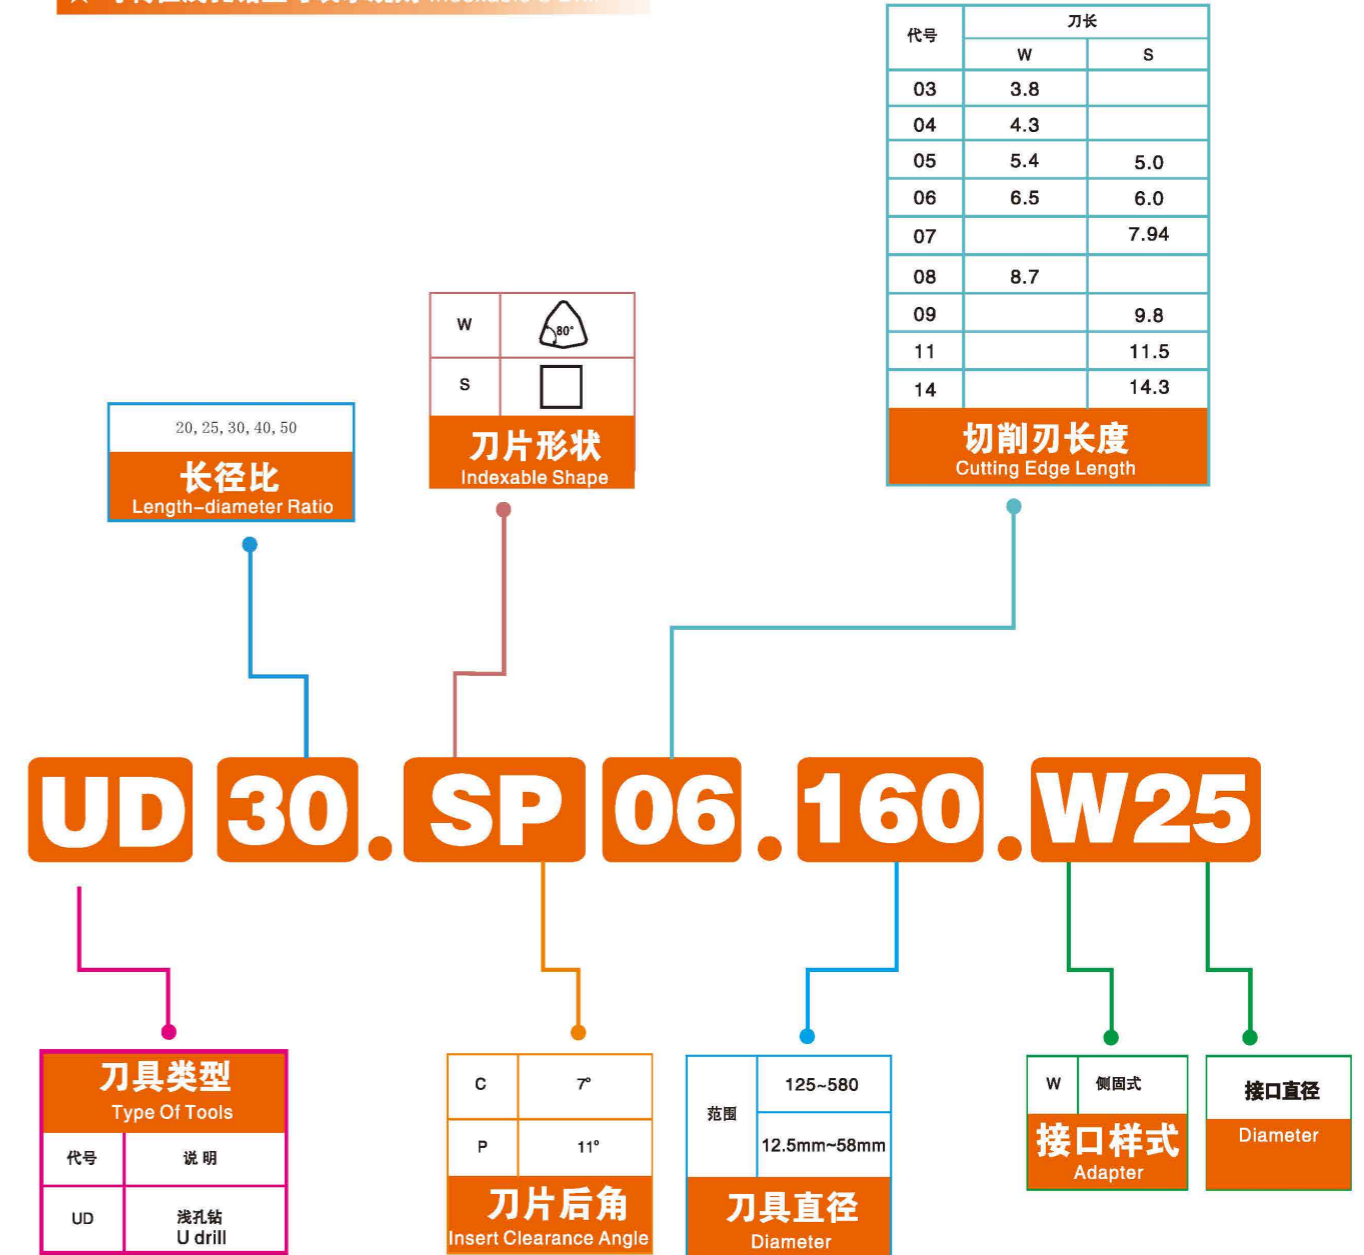 代号 刀长
W S
03 3.8
04 4.3
05 5.4 5.0
06 6.5 6.0
07 7.94
08 8.7
09 9.8
11 11.5
14 14.3
切削刃长度
Cutting Edge Length
W 80°
S
刀片形状
Indexable Shape
20, 25, 30, 40, 50
长径比
Length-diameter Ratio
UD 30. SP 06. 160. W25
刀具类型
Type Of Tools
代号 说 明
UD 浅孔钻
U drill
C 7°
P 11°
刀片后角
Insert Clearance Angle
范围 125~580
12.5mm~58mm
刀具直径
Diameter
W 侧固式
接口样式
Adapter
接口直径
Diameter